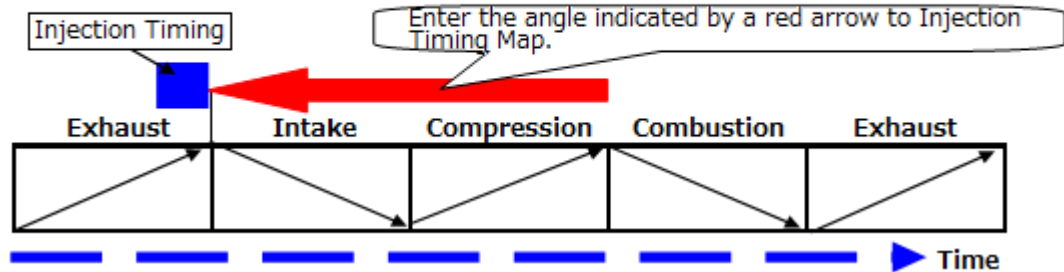 Enter the angle indicated by a red arrow to Injection
Timing Map.
Injection Timing
Exhaust Intake Compression Combustion Exhaust
Time